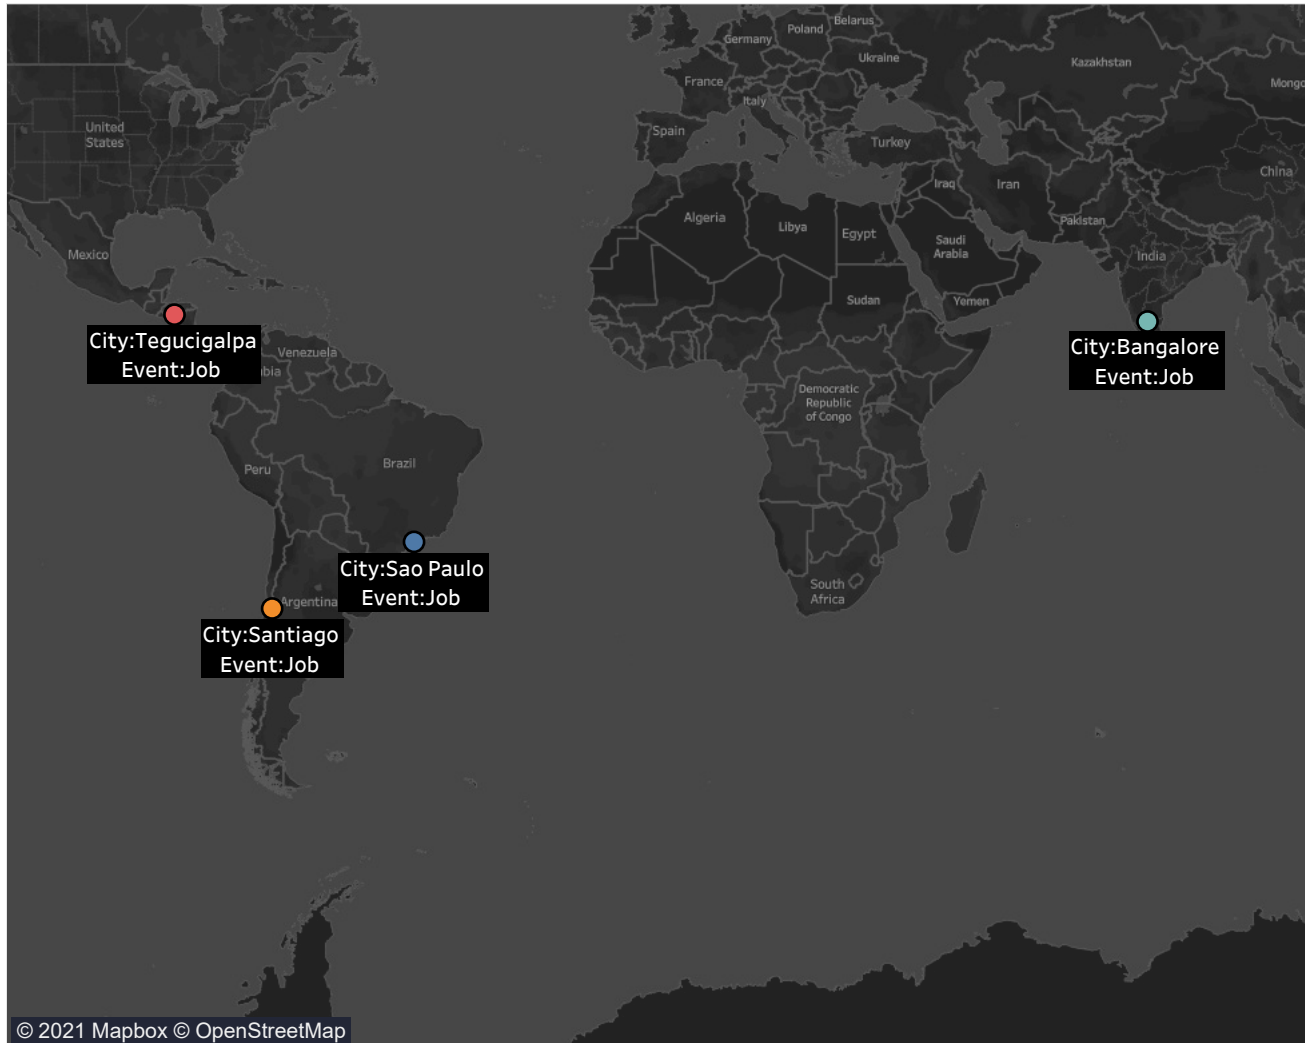 Belarus
Poland
Germany
Ukraine
Kazakhstan
France
Mongo
Italy
United
States
Spain
Turkey
China
Iraq
Iran
Pakistan
Algeria
Libya
Egypt
Saudi
Arabia
Mexico
India
Sudan
Yemen
City:Tegucigalpa
Event:Job
Venezuela
bia
City:Bangalore
Event:Job
Democratic
Republic
of Congo
Peru
Brazil
City:Sao Paulo
Event:Job
South
Africa
Argentina
City:Santiago
Event:Job
© 2021 Mapbox © OpenStreetMap